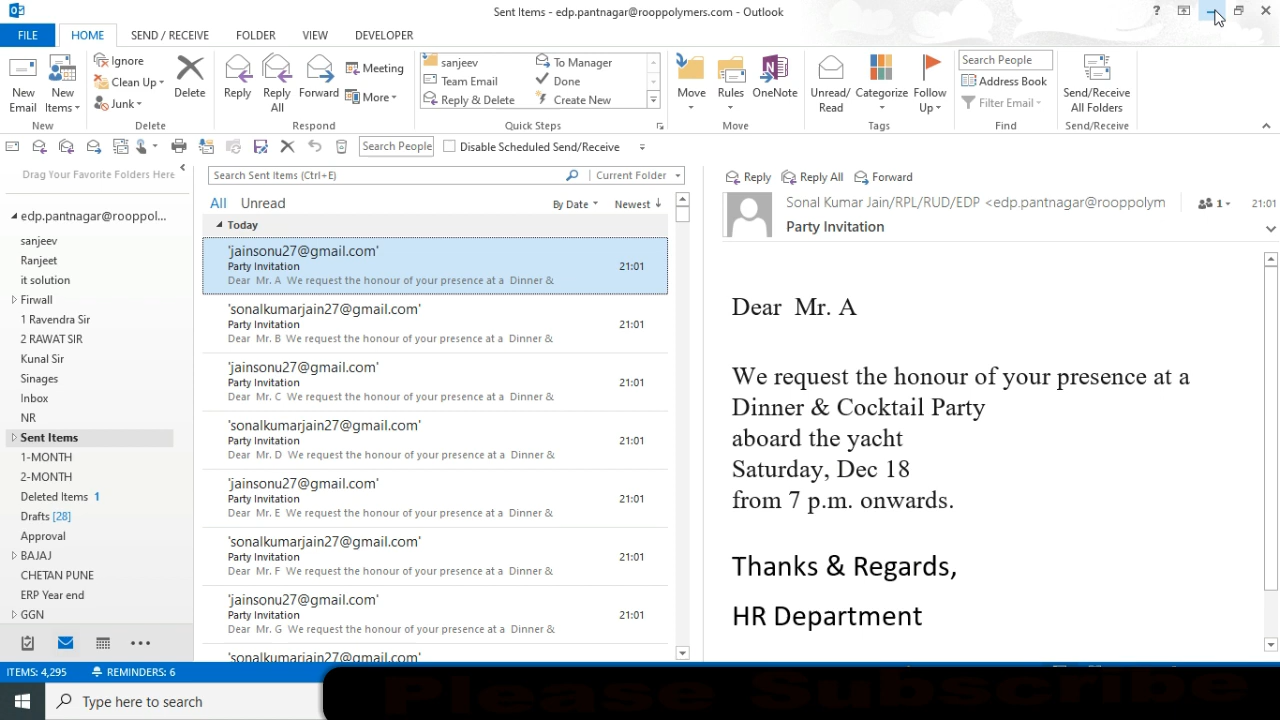 Sent Items - edp.pantnagar@rooppolymers.com - Outlook
?
FILE HOME SEND / RECEIVE FOLDER VIEW DEVELOPER
New Email
New Items
Ignore
Clean Up
Junk
Delete
Reply
Reply All
Forward
Meeting
More
sanjeev
Team Email
Reply & Delete
To Manager
Done
Create New
Move
Rules
OneNote
Unread/ Read
Categorize
Follow Up
Search People
Address Book
Filter Email
Send/Receive All Folders
New Delete Respond Quick Steps Move Tags Find Send/Receive
Search People Disable Scheduled Send/Receive
Drag Your Favorite Folders Here
edp.pantnagar@rooppol...
sanjeev
Ranjeet
it solution
Firwall
1 Ravendra Sir
2 RAWAT SIR
Kunal Sir
Sinages
Inbox
NR
Sent Items
1-MONTH
2-MONTH
Deleted Items 1
Drafts [28]
Approval
BAJAJ
CHETAN PUNE
ERP Year end
GGN
Search Sent Items (Ctrl+E) Current Folder
All Unread By Date Newest
Today
'jainsonu27@gmail.com'
Party Invitation 21:01
Dear Mr. A We request the honour of your presence at a Dinner &
'sonalkumarjain27@gmail.com'
Party Invitation 21:01
Dear Mr. B We request the honour of your presence at a Dinner &
'jainsonu27@gmail.com'
Party Invitation 21:01
Dear Mr. C We request the honour of your presence at a Dinner &
'sonalkumarjain27@gmail.com'
Party Invitation 21:01
Dear Mr. D We request the honour of your presence at a Dinner &
'jainsonu27@gmail.com'
Party Invitation 21:01
Dear Mr. E We request the honour of your presence at a Dinner &
'sonalkumarjain27@gmail.com'
Party Invitation 21:01
Dear Mr. F We request the honour of your presence at a Dinner &
'jainsonu27@gmail.com'
Party Invitation 21:01
Dear Mr. G We request the honour of your presence at a Dinner &
'sonalkumarjain27@gmail.com'
Reply Reply All Forward
Sonal Kumar Jain/RPL/RUD/EDP <edp.pantnagar@rooppolym 1 21:01
Party Invitation
Dear Mr. A
We request the honour of your presence at a
Dinner & Cocktail Party
aboard the yacht
Saturday, Dec 18
from 7 p.m. onwards.
Thanks & Regards,
HR Department
ITEMS: 4,295 REMINDERS: 6
Type here to search
Please Subscribe